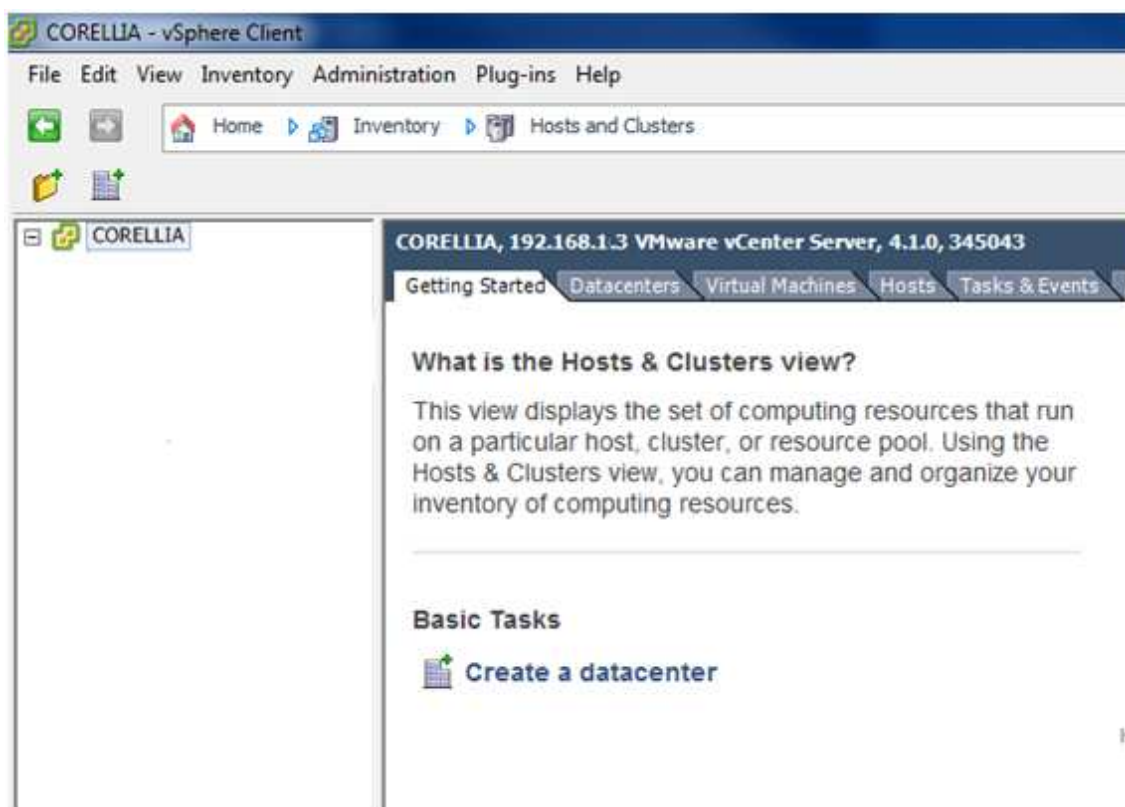 CORELLIA - vSphere Client
File Edit View Inventory Administration Plug-ins Help
Home Inventory Hosts and Clusters
CORELLIA
CORELLIA, 192.168.1.3 VMware vCenter Server, 4.1.0, 345043
Getting Started Datacenters Virtual Machines Hosts Tasks & Events
What is the Hosts & Clusters view?
This view displays the set of computing resources that run
on a particular host, cluster, or resource pool. Using the
Hosts & Clusters view, you can manage and organize your
inventory of computing resources.
Basic Tasks
Create a datacenter